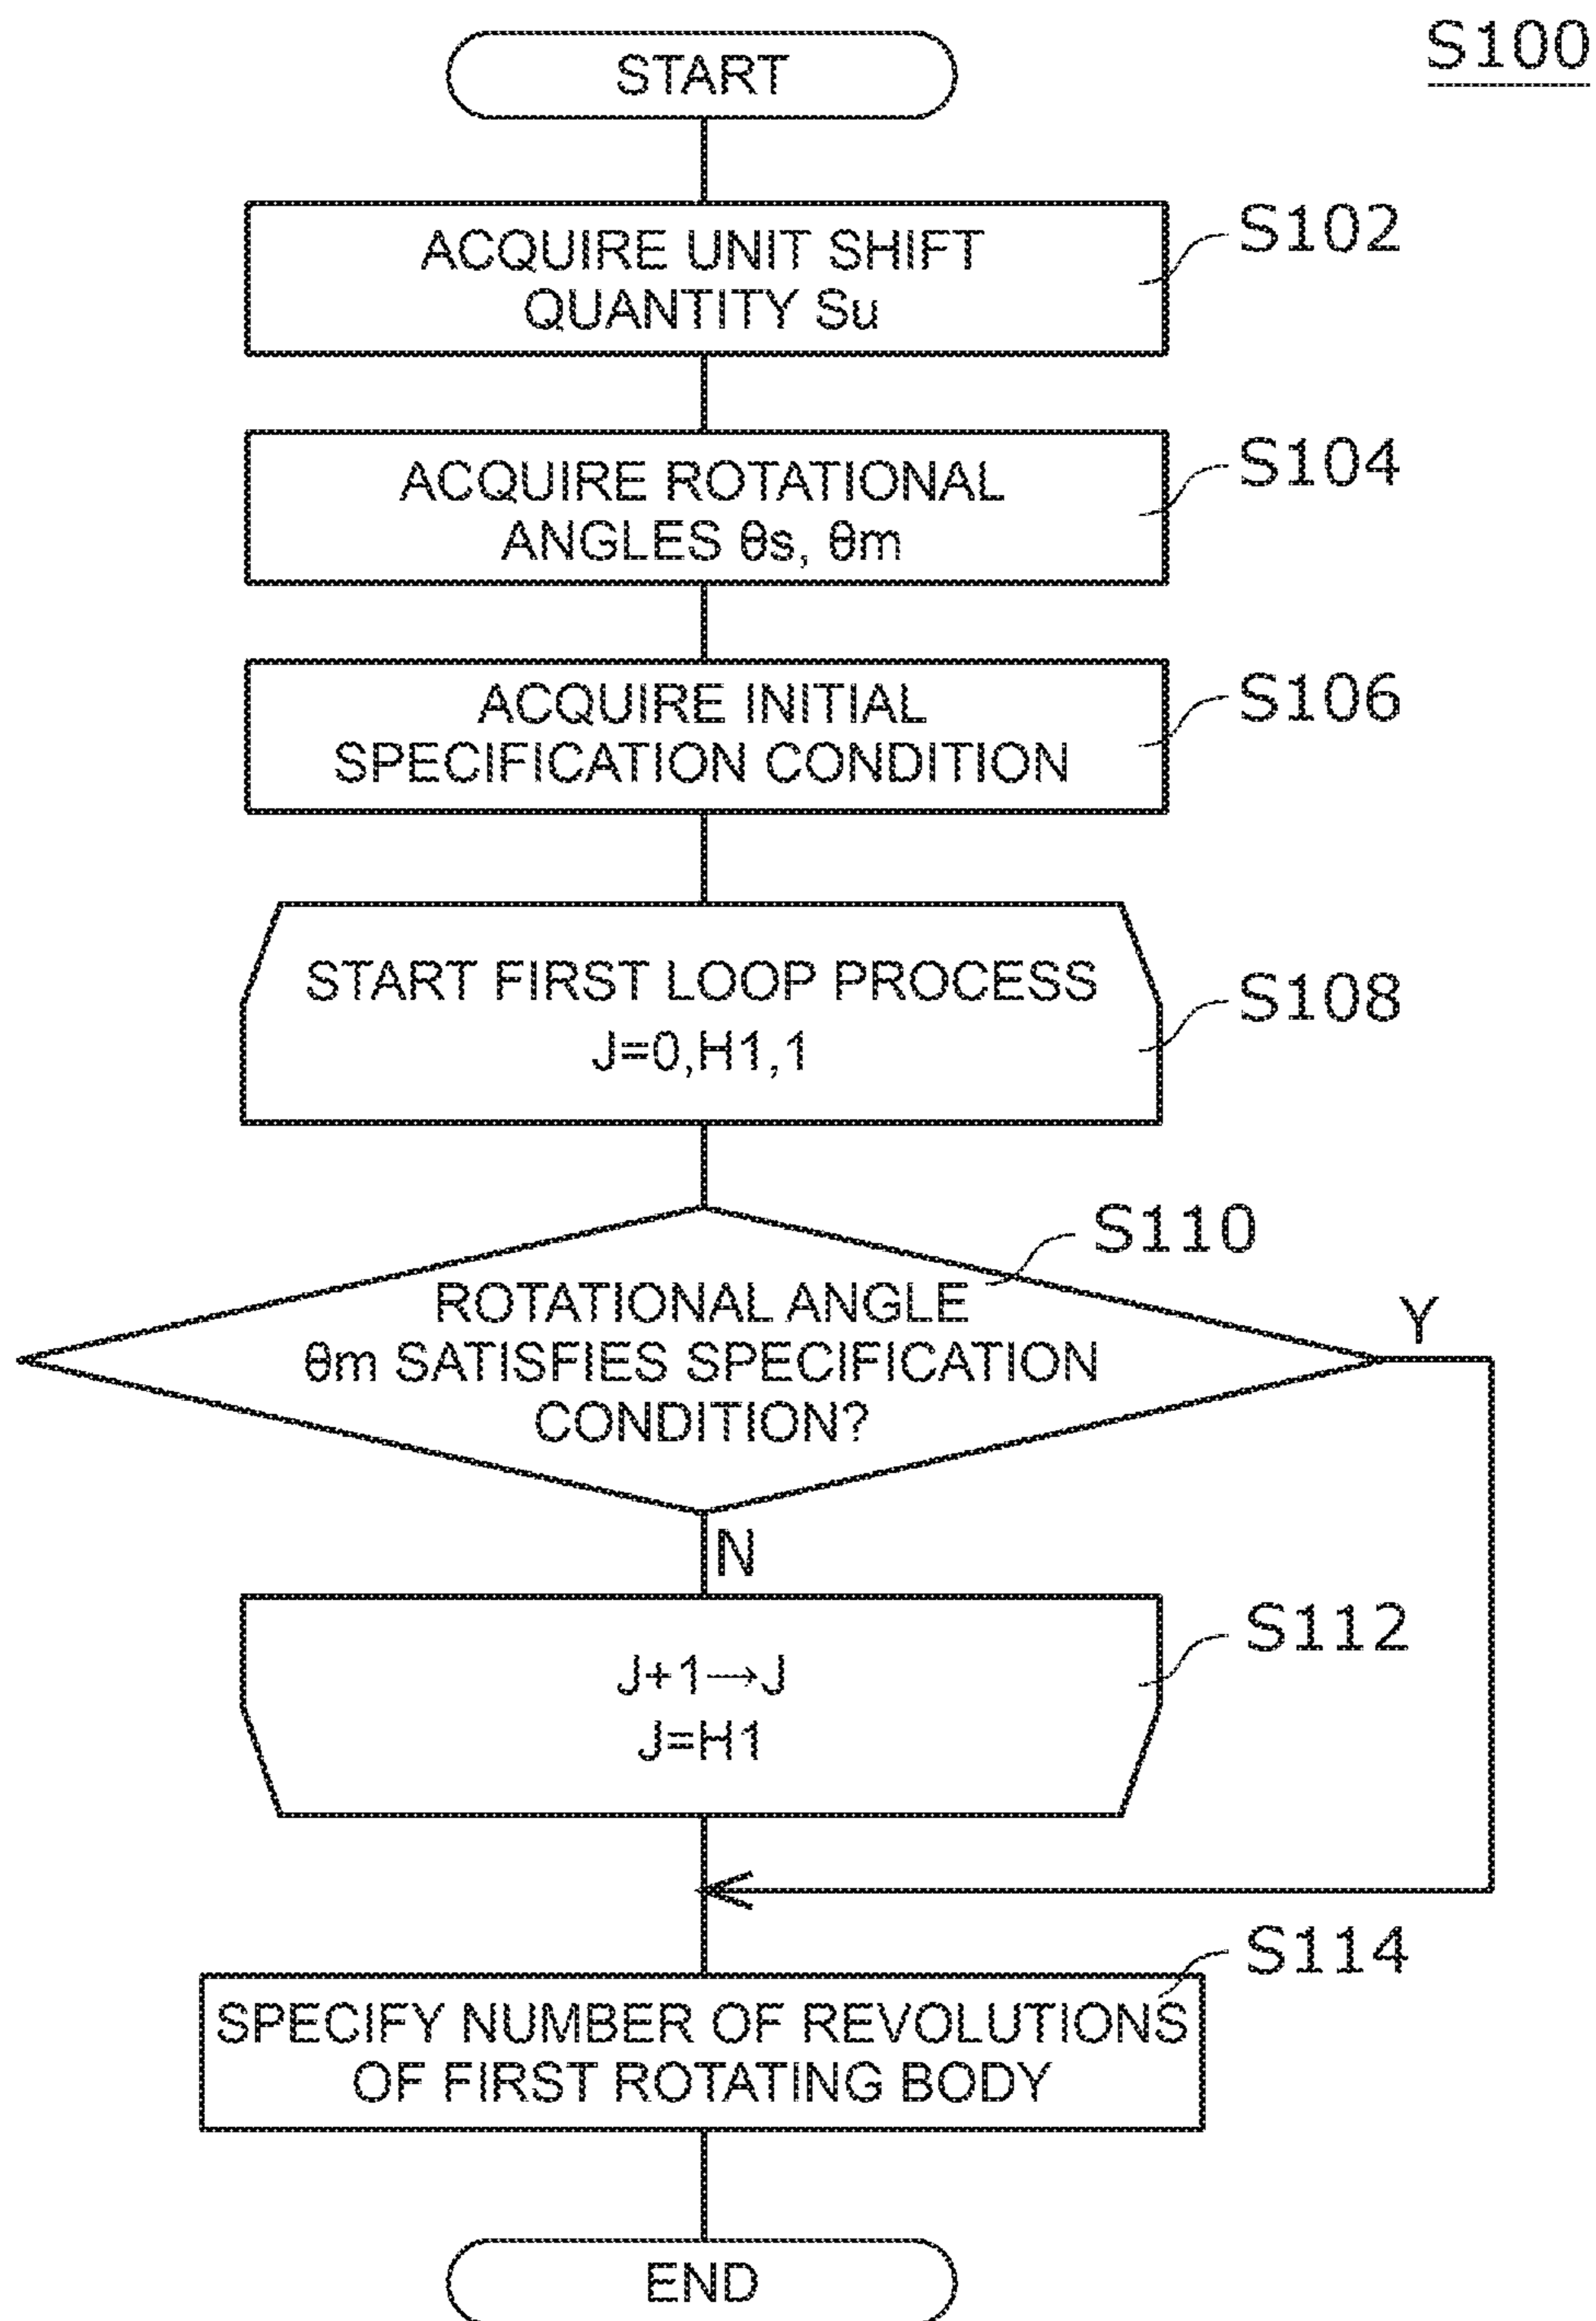 S100
START
ACQUIRE UNIT SHIFT
QUANTITY Su
S102
ACQUIRE ROTATIONAL
ANGLES θs, θm
S104
ACQUIRE INITIAL
SPECIFICATION CONDITION
S106
START FIRST LOOP PROCESS
J=0,H1,1
S108
S110
ROTATIONAL ANGLE
θm SATISFIES SPECIFICATION
CONDITION?
Y
N
J+1→J
J=H1
S112
S114
SPECIFY NUMBER OF REVOLUTIONS
OF FIRST ROTATING BODY
END